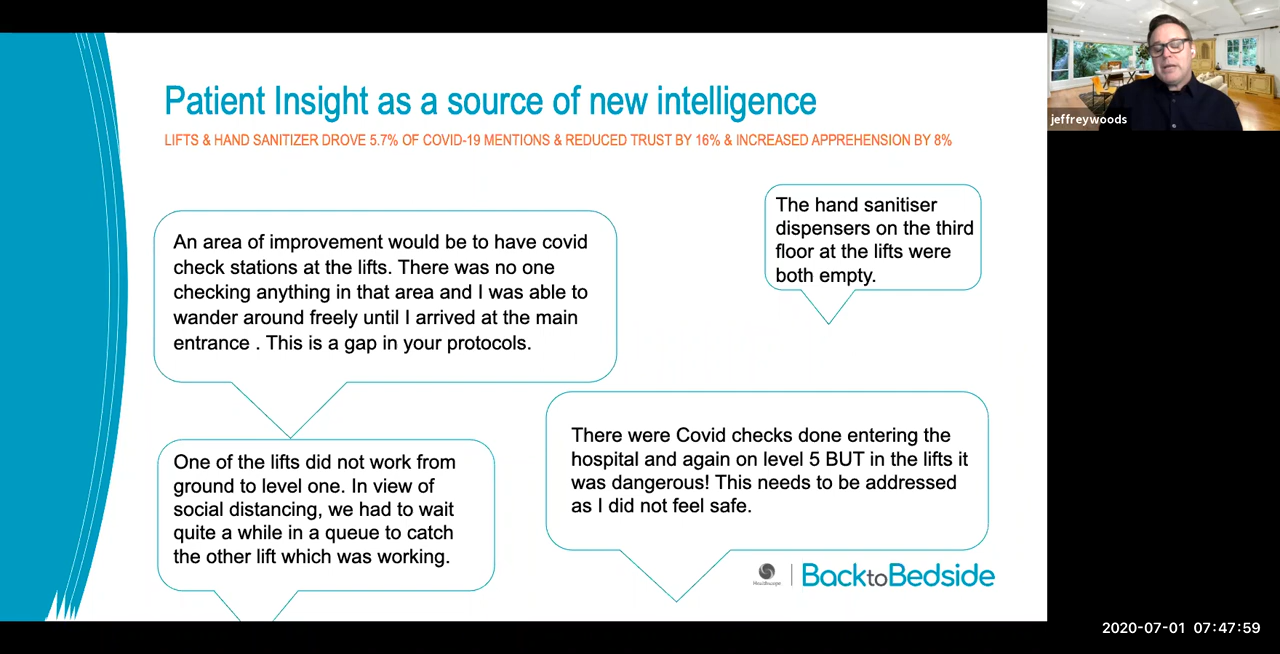 Patient Insight as a source of new intelligence
LIFTS & HAND SANITIZER DROVE 5.7% OF COVID-19 MENTIONS & REDUCED TRUST BY 16% & INCREASED APPREHENSION BY 8%
jeffreywoods
An area of improvement would be to have covid
check stations at the lifts. There was no one
checking anything in that area and I was able to
wander around freely until I arrived at the main
entrance . This is a gap in your protocols.
The hand sanitiser
dispensers on the third
floor at the lifts were
both empty.
One of the lifts did not work from
ground to level one. In view of
social distancing, we had to wait
quite a while in a queue to catch
the other lift which was working.
There were Covid checks done entering the
hospital and again on level 5 BUT in the lifts it
was dangerous! This needs to be addressed
as I did not feel safe.
BacktoBedside
2020-07-01 07:47:59